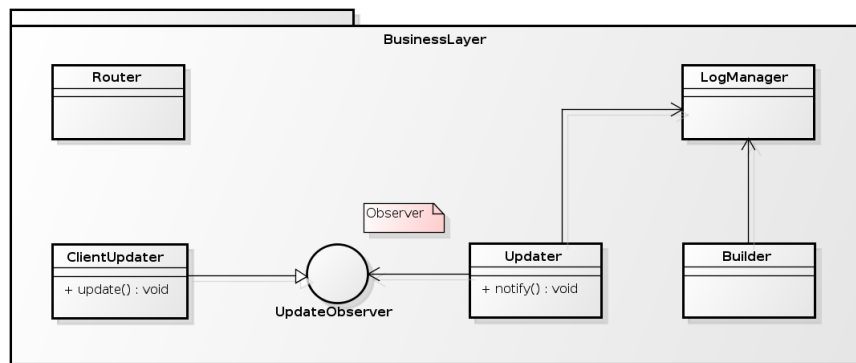 BusinessLayer
Router
LogManager
Observer
ClientUpdater
+ update() : void
UpdateObserver
Updater
+ notify() : void
Builder